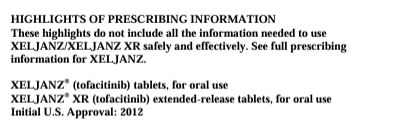 HIGHLIGHTS OF PRESCRIBING INFORMATION
These highlights do not include all the information needed to use
XELJANZ/XELJANZ XR safely and effectively. See full prescribing
information for XELJANZ.
XELJANZ® (tofacitinib) tablets, for oral use
XELJANZ® XR (tofacitinib) extended-release tablets, for oral use
Initial U.S. Approval: 2012